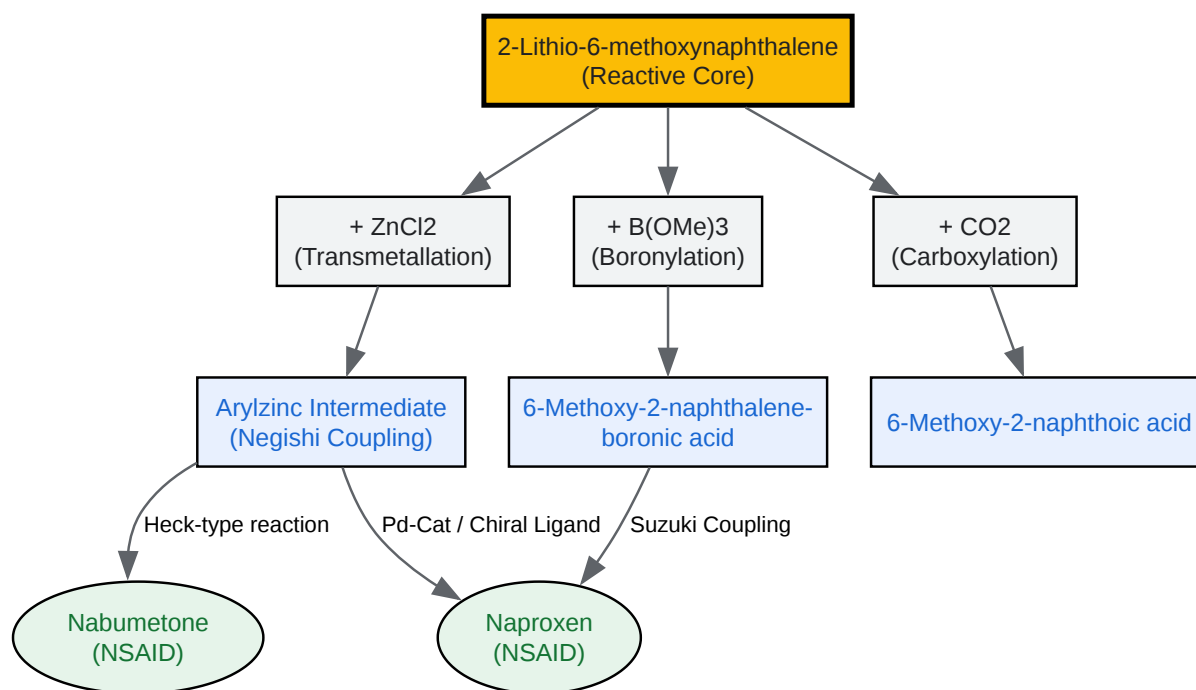 2-Lithio-6-methoxynaphthalene
(Reactive Core)
+ ZnCl2
(Transmetallation)
+ B(OMe)3
(Boronylation)
+ CO2
(Carboxylation)
Arylzinc Intermediate
(Negishi Coupling)
6-Methoxy-2-naphthalene-
boronic acid
6-Methoxy-2-naphthoic acid
Heck-type reaction
Pd-Cat / Chiral Ligand
Suzuki Coupling
Nabumetone
(NSAID)
Naproxen
(NSAID)